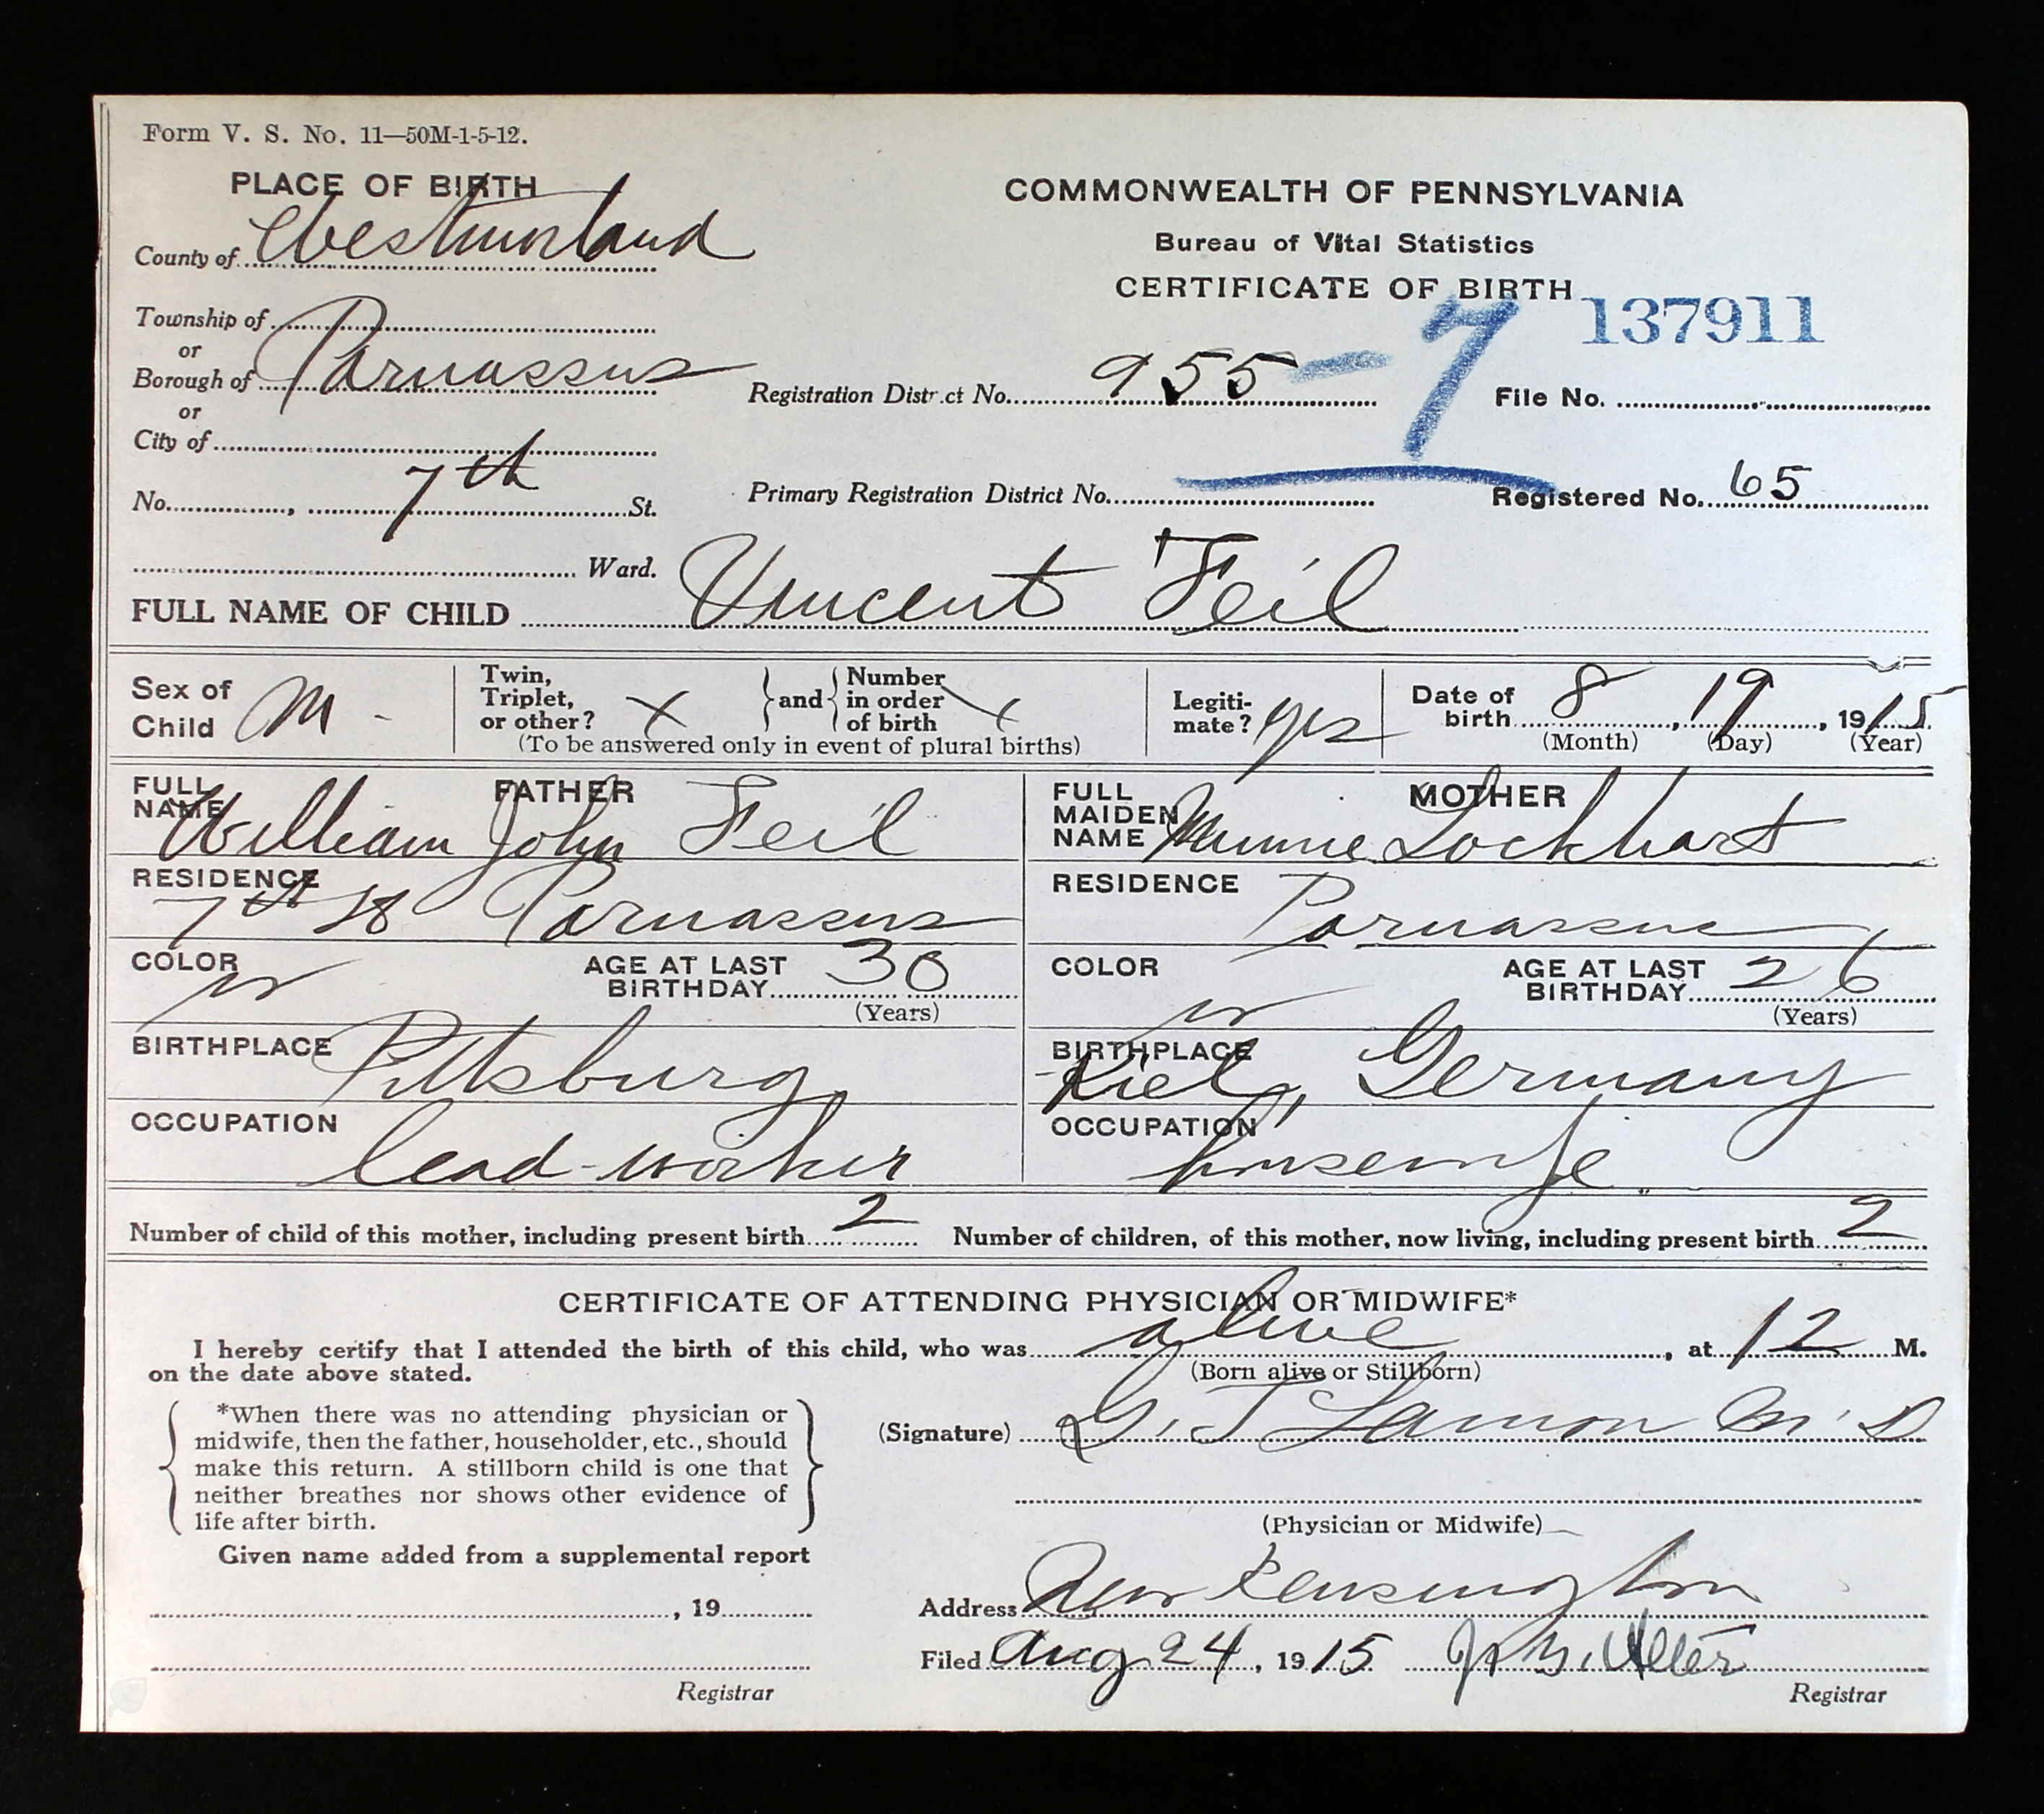 Form V. S. No. 11—50M-1-5-12.
PLACE OF BIRTH
County of Westmorland
Township of
or
Borough of Parnassus
or
City of
No. , 7th St.
Ward.
COMMONWEALTH OF PENNSYLVANIA
Bureau of Vital Statistics
CERTIFICATE OF BIRTH
137911
Registration District No. 955 - 7
File No.
Primary Registration District No.
Registered No. 65
FULL NAME OF CHILD Vincent Feil
Sex of Child M -
Twin, Triplet, or other? X and Number in order of birth X
(To be answered only in event of plural births)
Legitimate? yes
Date of birth 8, 19, 1915
(Month) (Day) (Year)
FATHER
FULL NAME William John Feil
RESIDENCE 7th St Parnassus
COLOR W
AGE AT LAST BIRTHDAY 30
(Years)
BIRTHPLACE Pittsburg
OCCUPATION lead-worker
MOTHER
FULL MAIDEN NAME Minnie Lockhart
RESIDENCE Parnassus
COLOR W
AGE AT LAST BIRTHDAY 26
(Years)
BIRTHPLACE Kiel, Germany
OCCUPATION housewife
Number of child of this mother, including present birth 2
Number of children, of this mother, now living, including present birth 2
CERTIFICATE OF ATTENDING PHYSICIAN OR MIDWIFE*
I hereby certify that I attended the birth of this child, who was alive, at 12 M.
(Born alive or Stillborn)
on the date above stated.
*When there was no attending physician or
midwife, then the father, householder, etc., should
make this return. A stillborn child is one that
neither breathes nor shows other evidence of
life after birth.
(Signature) G. T Lamon M.D
(Physician or Midwife)
Given name added from a supplemental report
, 19
Registrar
Address New Kensington
Filed Aug 24, 1915 Alter
Registrar